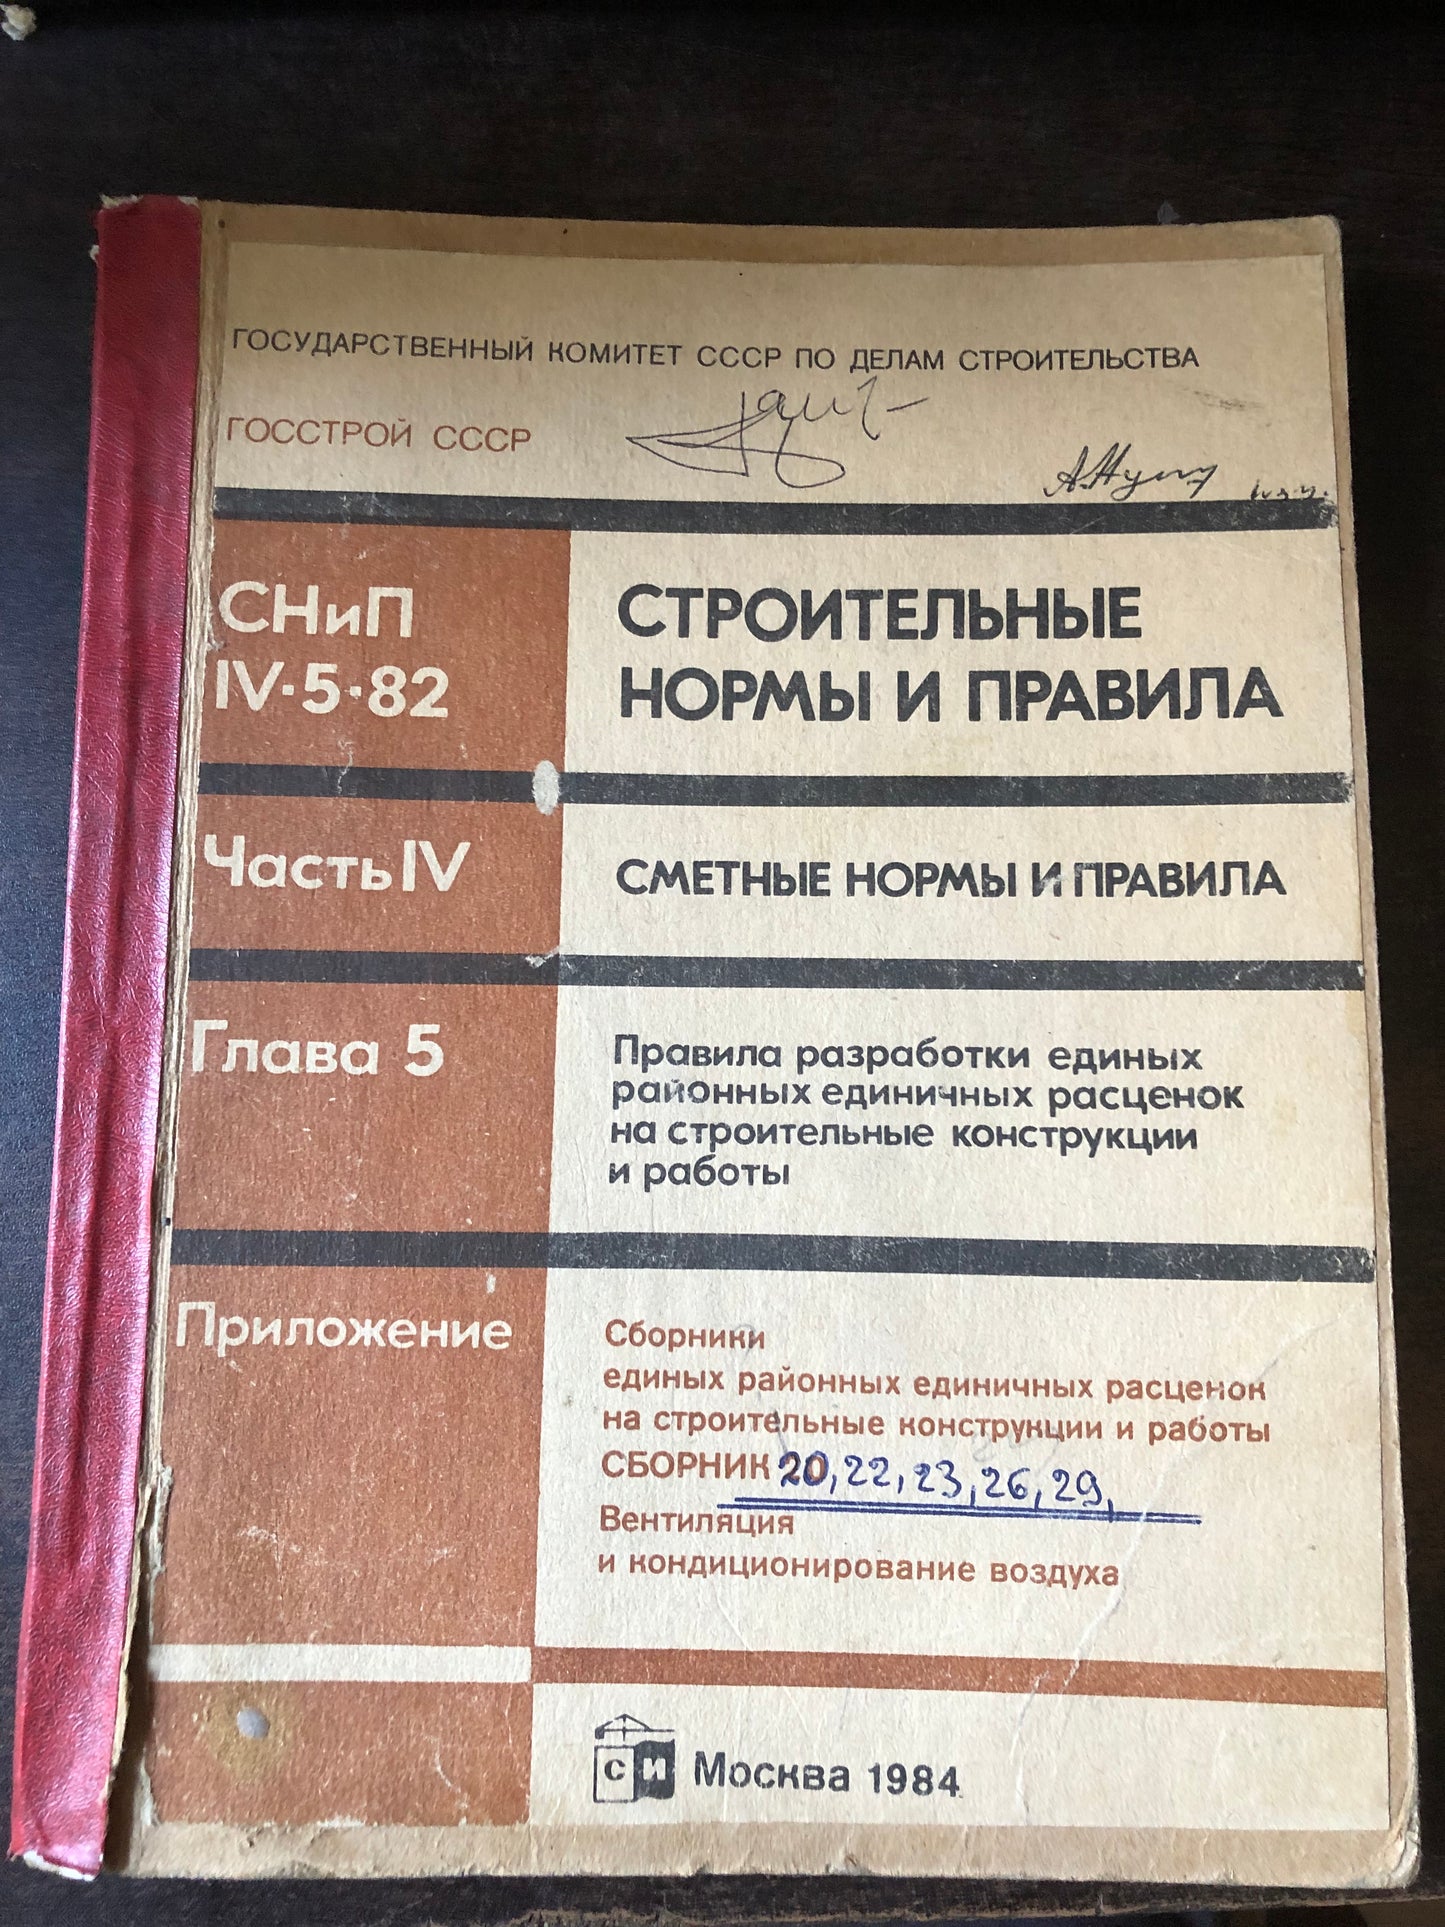 ГОСУДАРСТВЕННЫЙ КОМИТЕТ СССР ПО ДЕЛАМ СТРОИТЕЛЬСТВА
ГОССТРОЙ СССР
СНиП
IV·5·82
СТРОИТЕЛЬНЫЕ
НОРМЫ И ПРАВИЛА
Часть IV
СМЕТНЫЕ НОРМЫ И ПРАВИЛА
Глава 5
Правила разработки единых
районных единичных расценок
на строительные конструкции
и работы
Приложение
Сборники
единых районных единичных расценок
на строительные конструкции и работы
СБОРНИК 20, 22, 23, 26, 29,
Вентиляция
и кондиционирование воздуха
СИ Москва 1984